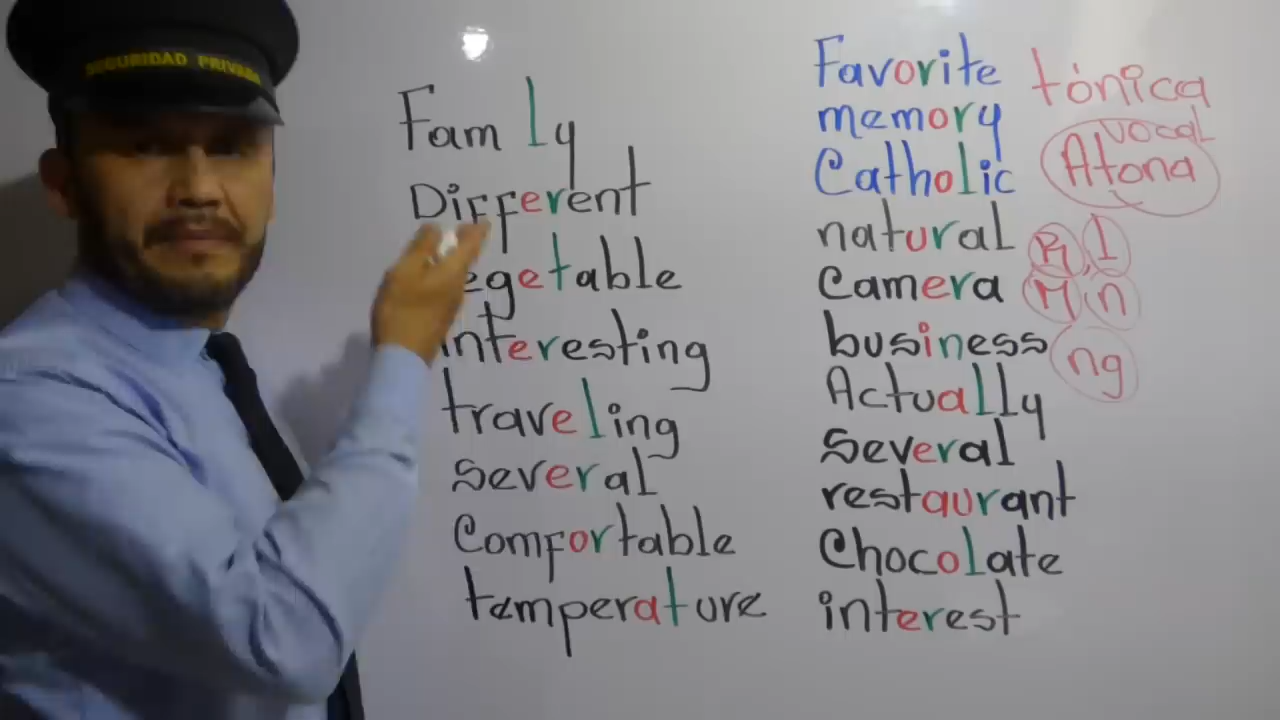 SEGURIDAD PRIVADA
Fam ly
Different
egetable
interesting
traveling
several
Comfortable
temperature
Favorite
memory
Catholic
natural
Camera
business
Actually
several
restaurant
Chocolate
interest
tónica
vocal
Atona
R, l
M, n
ng